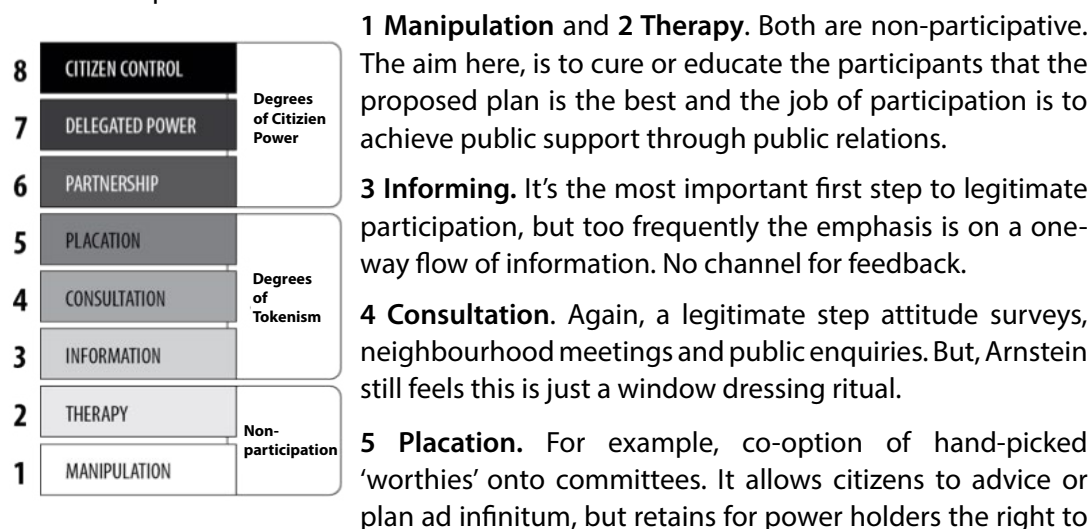 8 CITIZEN CONTROL
7 DELEGATED POWER
6 PARTNERSHIP
Degrees
of Citizien
Power
5 PLACATION
4 CONSULTATION
3 INFORMATION
Degrees
of
Tokenism
2 THERAPY
1 MANIPULATION
Non-
participation
1 Manipulation and 2 Therapy. Both are non-participative.
The aim here, is to cure or educate the participants that the
proposed plan is the best and the job of participation is to
achieve public support through public relations.
3 Informing. It's the most important first step to legitimate
participation, but too frequently the emphasis is on a one-
way flow of information. No channel for feedback.
4 Consultation. Again, a legitimate step attitude surveys,
neighbourhood meetings and public enquiries. But, Arnstein
still feels this is just a window dressing ritual.
5 Placation. For example, co-option of hand-picked
‘worthies’ onto committees. It allows citizens to advice or
plan ad infinitum, but retains for power holders the right to